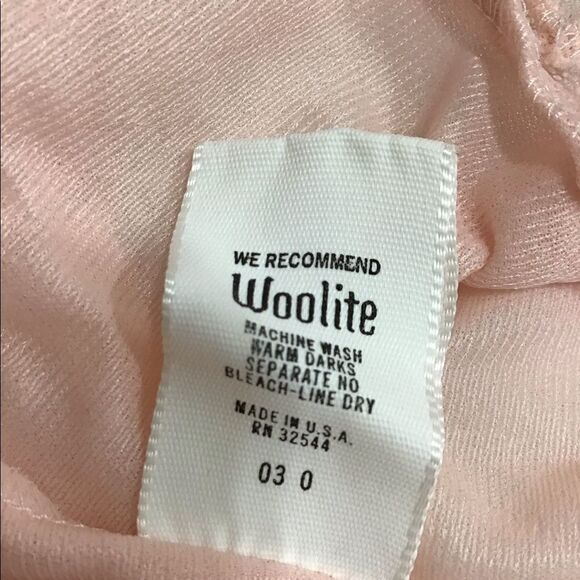 WE RECOMMEND
Woolite
MACHINE WASH
WARM DARKS
SEPARATE NO
BLEACH-LINE DRY
MADE IN U.S.A.
RN 32544
03 0